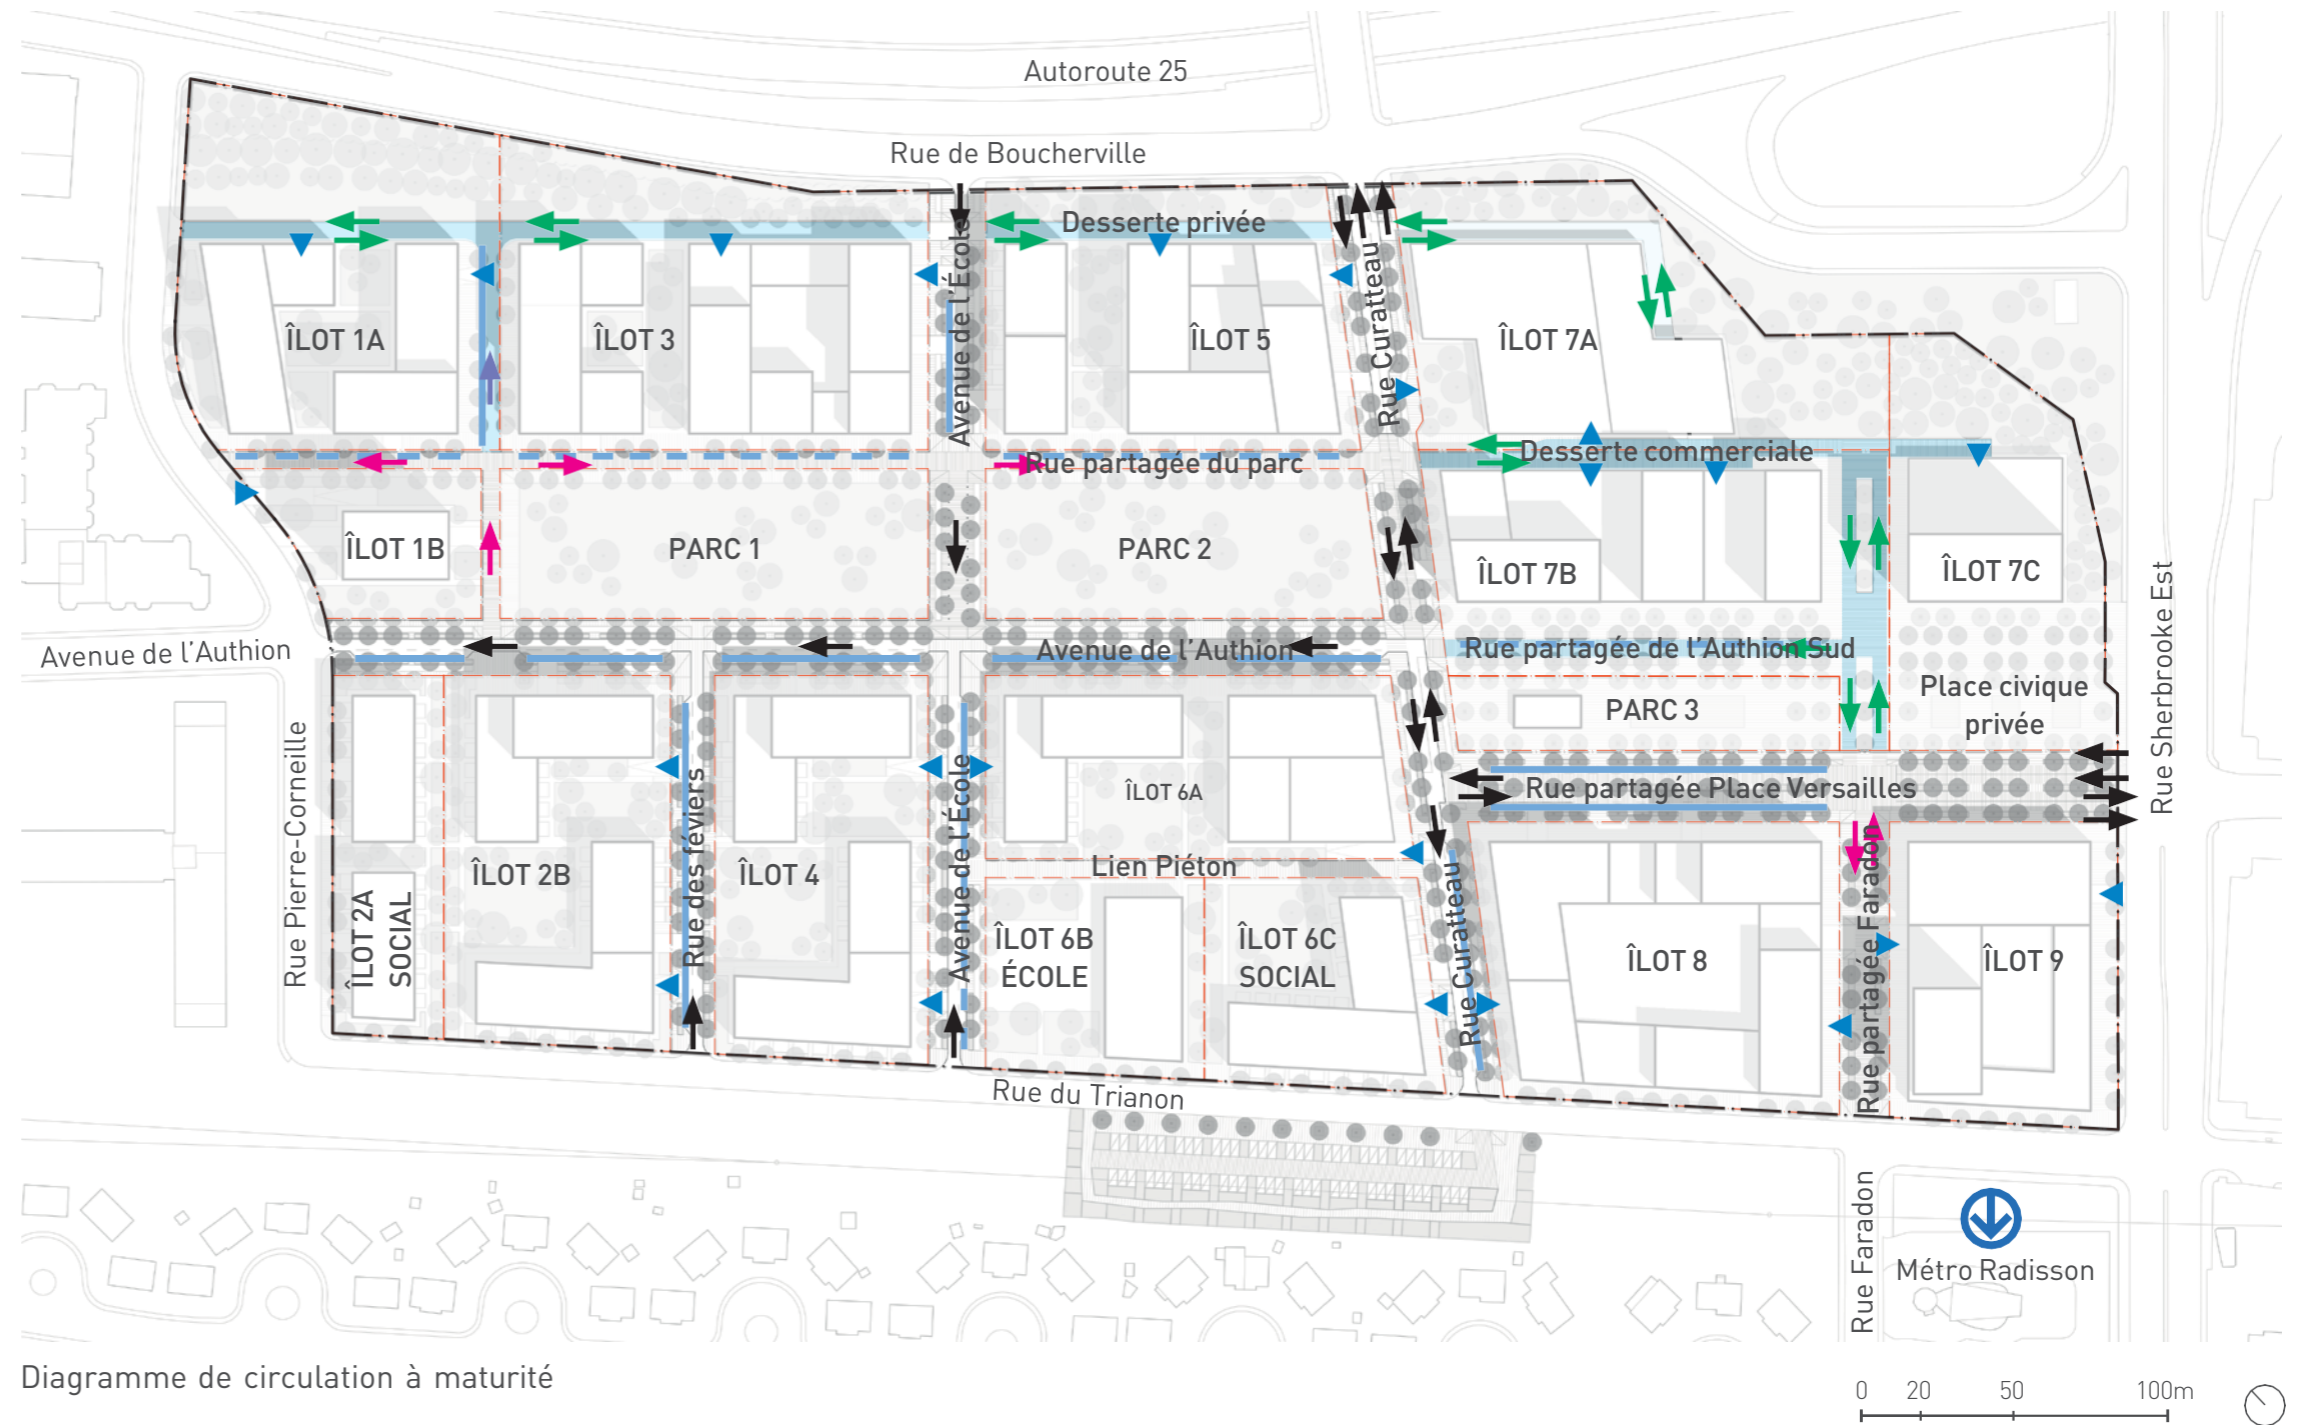 Autoroute 25
Rue de Boucherville
Desserte privée
Avenue de l'École
Rue Curatteau
ÎLOT 1A
ÎLOT 3
ÎLOT 5
ÎLOT 7A
Rue partagée du parc
Desserte commerciale
ÎLOT 1B
PARC 1
PARC 2
ÎLOT 7B
ÎLOT 7C
Avenue de l'Authion
Avenue de l'Authion
Rue partagée de l'Authion Sud
Rue Sherbrooke Est
PARC 3
Place civique
privée
Rue partagée Place Versailles
Rue Pierre-Corneille
ÎLOT 2A
SOCIAL
ÎLOT 2B
Rue des féviers
ÎLOT 4
Avenue de l'École
ÎLOT 6A
Lien Piéton
ÎLOT 6B
ÉCOLE
ÎLOT 6C
SOCIAL
Rue Curatteau
ÎLOT 8
Rue partagée Faradon
ÎLOT 9
Rue du Trianon
Rue Faradon
Métro Radisson
Diagramme de circulation à maturité
0 20 50 100m